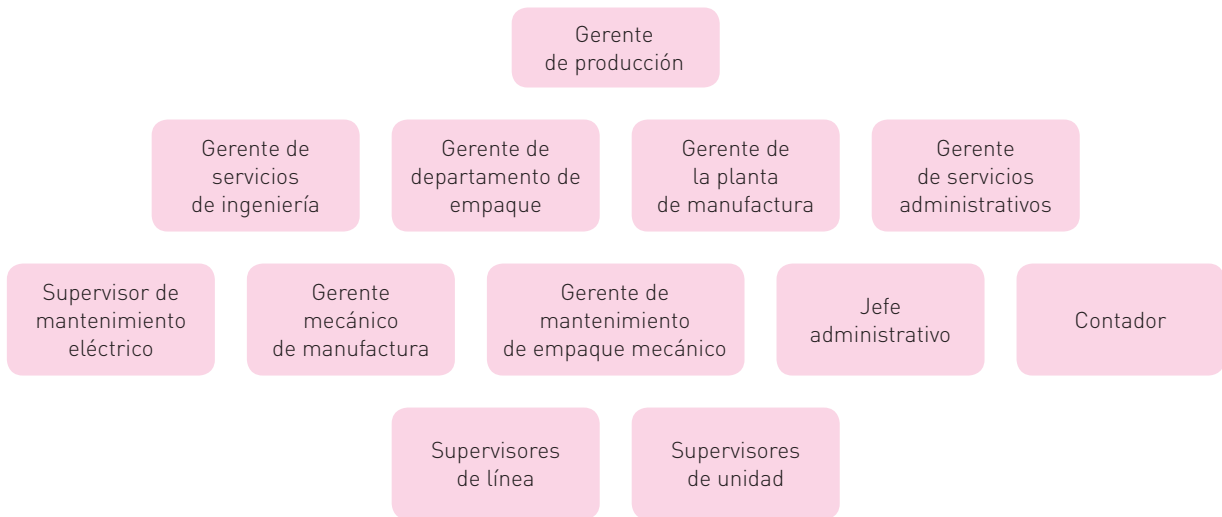 Gerente
de producción
Gerente de
servicios
de ingeniería
Gerente de
departamento de
empaque
Gerente de
la planta
de manufactura
Gerente
de servicios
administrativos
Supervisor de
mantenimiento
eléctrico
Gerente
mecánico
de manufactura
Gerente de
mantenimiento
de empaque mecánico
Jefe
administrativo
Contador
Supervisores
de línea
Supervisores
de unidad